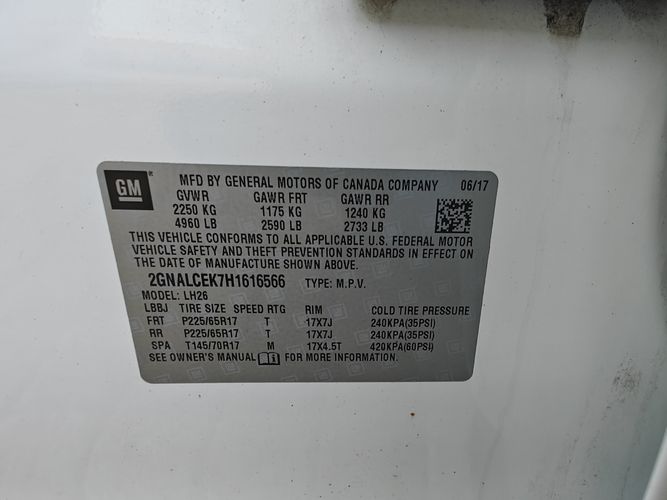 GM MFD BY GENERAL MOTORS OF CANADA COMPANY 06/17
GVWR GAWR FRT GAWR RR
2250 KG 1175 KG 1240 KG
4960 LB 2590 LB 2733 LB
THIS VEHICLE CONFORMS TO ALL APPLICABLE U.S. FEDERAL MOTOR
VEHICLE SAFETY AND THEFT PREVENTION STANDARDS IN EFFECT ON
THE DATE OF MANUFACTURE SHOWN ABOVE.
2GNALCEK7H1616566 TYPE: M.P.V.
MODEL: LH26
LBBJ TIRE SIZE SPEED RTG RIM COLD TIRE PRESSURE
FRT P225/65R17 T 17X7J 240KPA(35PSI)
RR P225/65R17 T 17X7J 240KPA(35PSI)
SPA T145/70R17 M 17X4.5T 420KPA(60PSI)
SEE OWNER'S MANUAL FOR MORE INFORMATION.